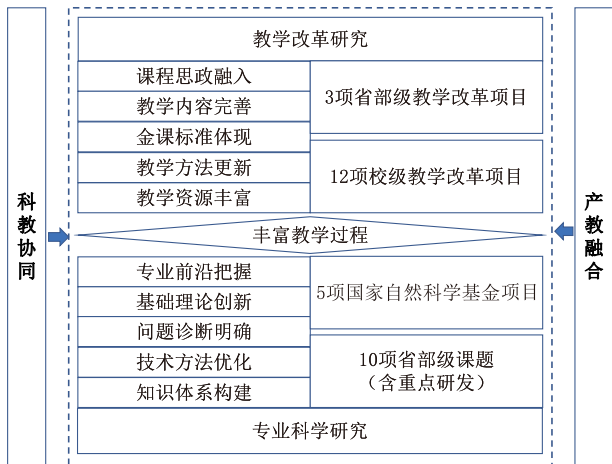 科教协同
教学改革研究
课程思政融入
教学内容完善
金课标准体现
教学方法更新
教学资源丰富
3项省部级教学改革项目
12项校级教学改革项目
丰富教学过程
专业前沿把握
基础理论创新
问题诊断明确
技术方法优化
知识体系构建
5项国家自然科学基金项目
10项省部级课题
（含重点研发）
专业科学研究
产教融合